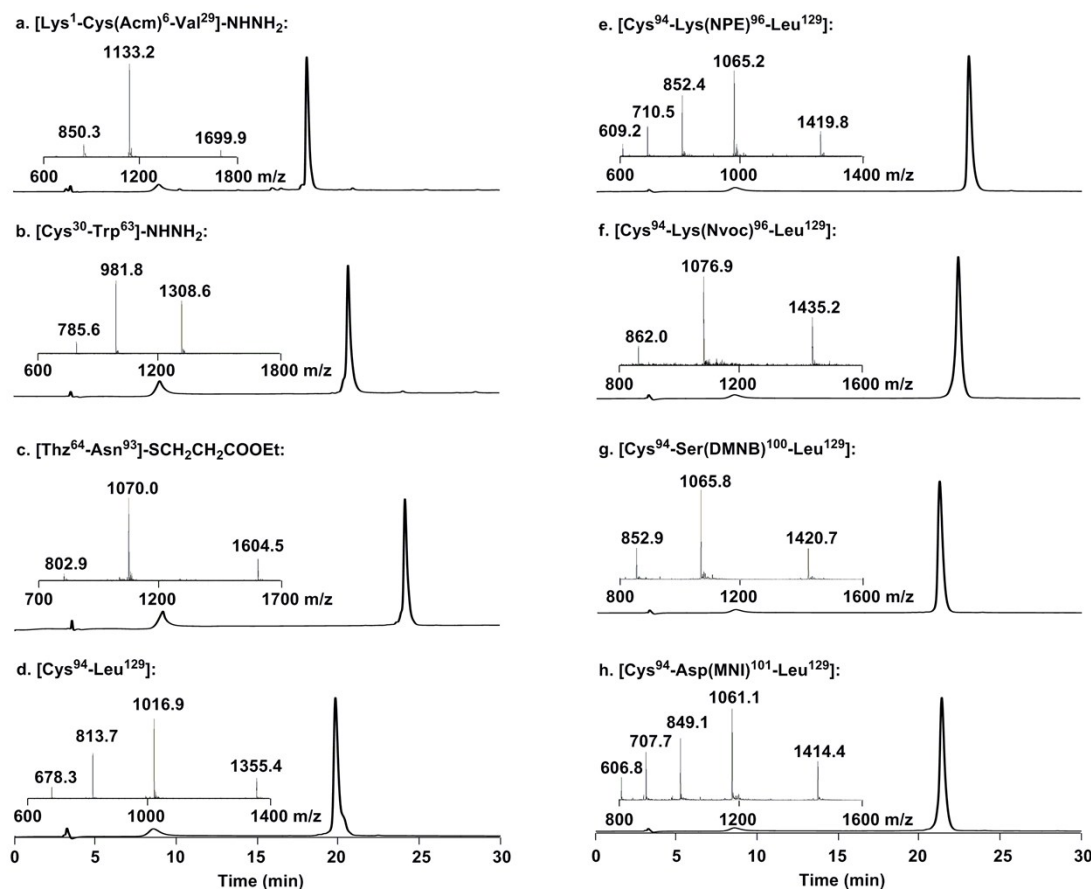 a. [Lys¹-Cys(Acm)⁶-Val²⁹]-NHNH₂:
1133.2
850.3
1699.9
600 1200 1800 m/z
b. [Cys³⁰-Trp⁶³]-NHNH₂:
981.8
1308.6
785.6
600 1200 1800 m/z
c. [Thz⁶⁴-Asn⁹³]-SCH₂CH₂COOEt:
1070.0
802.9
1604.5
700 1200 1700 m/z
d. [Cys⁹⁴-Leu¹²⁹]:
1016.9
813.7
678.3
1355.4
600 1000 1400 m/z
0 5 10 15 20 25 30
Time (min)
e. [Cys⁹⁴-Lys(NPE)⁹⁶-Leu¹²⁹]:
1065.2
852.4
710.5
609.2
1419.8
600 1000 1400 m/z
f. [Cys⁹⁴-Lys(Nvoc)⁹⁶-Leu¹²⁹]:
1076.9
1435.2
862.0
800 1200 1600 m/z
g. [Cys⁹⁴-Ser(DMNB)¹⁰⁰-Leu¹²⁹]:
1065.8
852.9
1420.7
800 1200 1600 m/z
h. [Cys⁹⁴-Asp(MNI)¹⁰¹-Leu¹²⁹]:
1061.1
849.1
707.7
606.8
1414.4
800 1200 1600 m/z
0 5 10 15 20 25 30
Time (min)